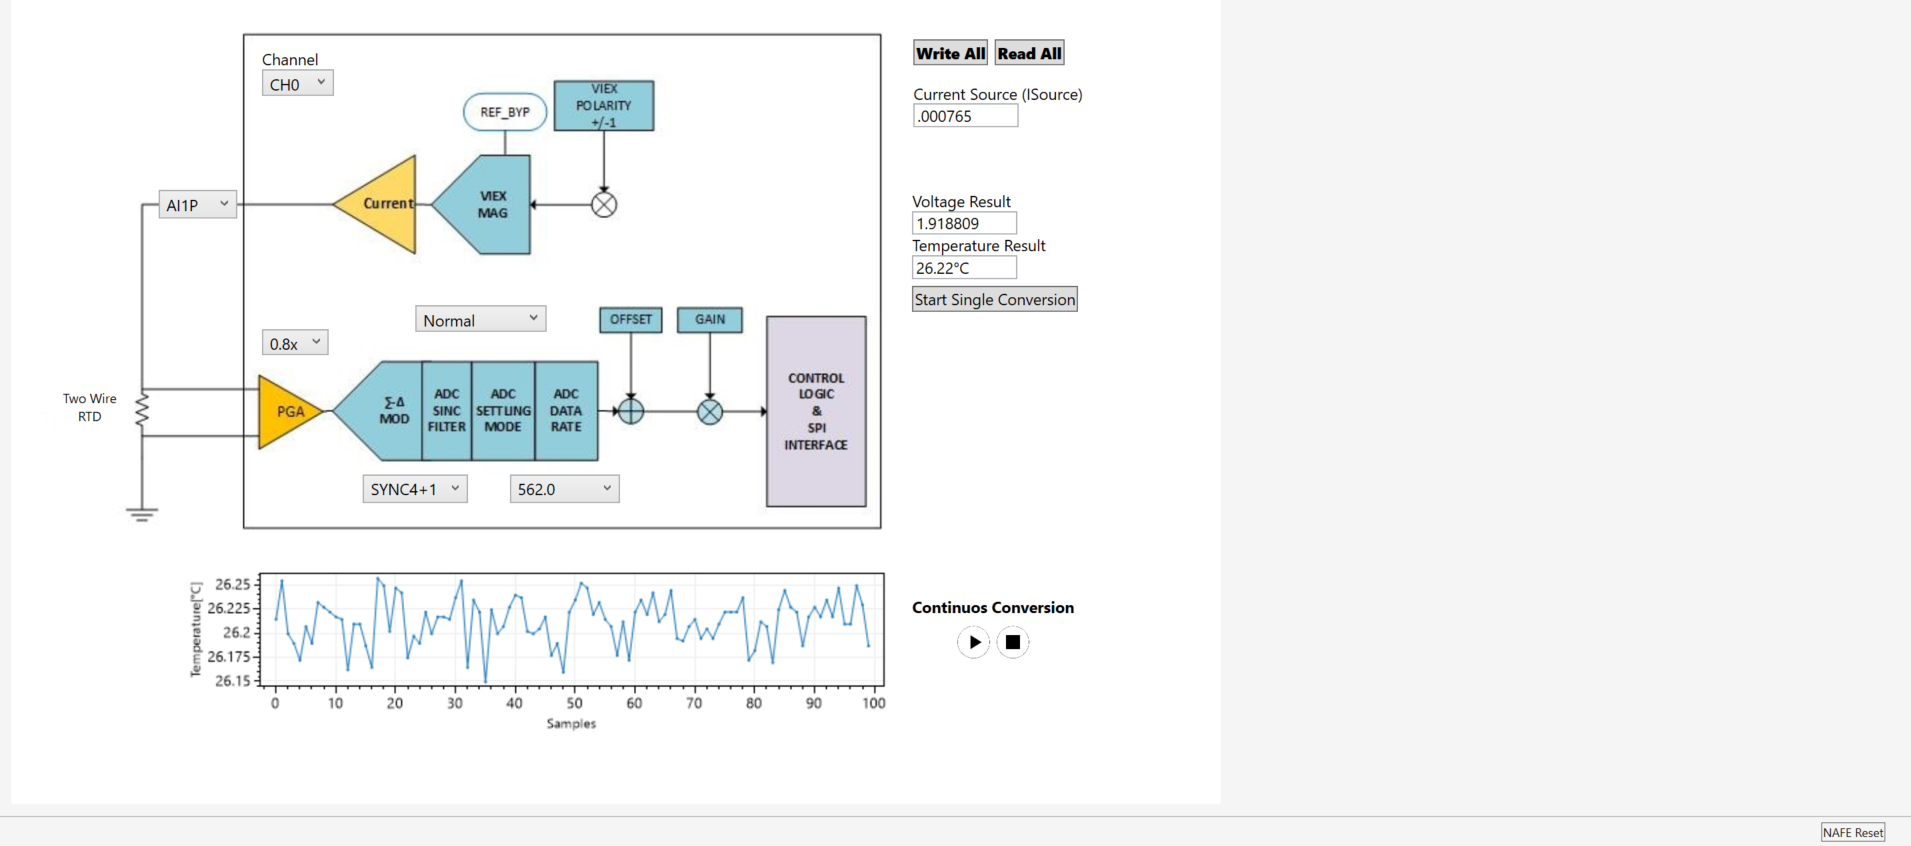 Channel
CH0
REF_BYP
VIEX
POLARITY
+/-1
AI1P
Current
VIEX
MAG
Normal
OFFSET
GAIN
0.8x
Two Wire
RTD
PGA
Σ-Δ
MOD
ADC
SINC
FILTER
ADC
SETTLING
MODE
ADC
DATA
RATE
CONTROL
LOGIC
&
SPI
INTERFACE
SYNC4+1
562.0
Write All
Read All
Current Source (ISource)
.000765
Voltage Result
1.918809
Temperature Result
26.22°C
Start Single Conversion
Temperature[°C]
26.25
26.225
26.2
26.175
26.15
0 10 20 30 40 50 60 70 80 90 100
Samples
Continuos Conversion
NAFE Reset